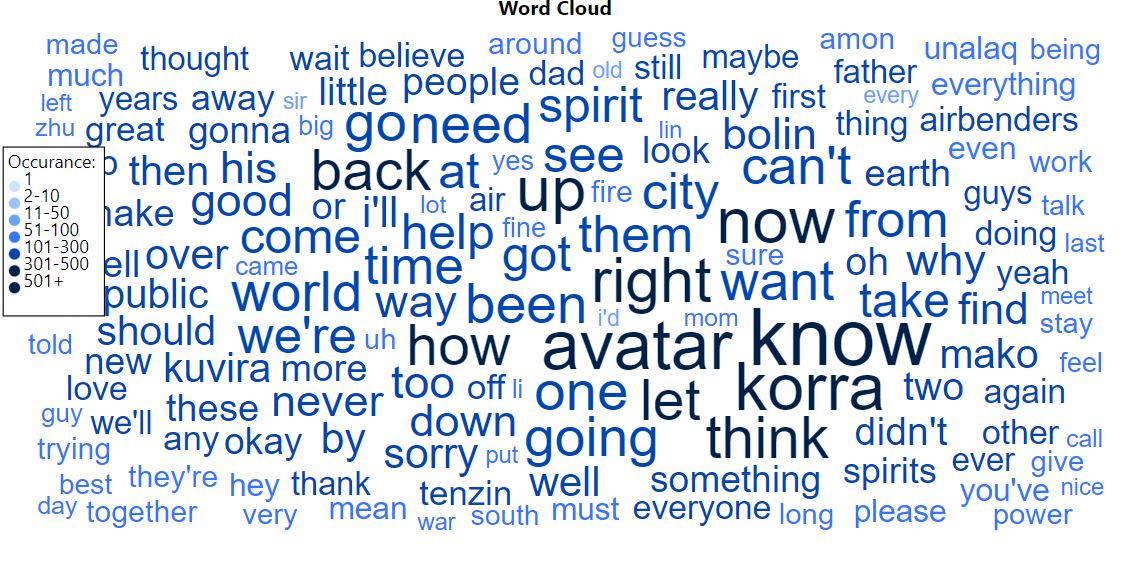 Word Cloud
made thought wait believe around guess amon unalaq being
much years away sir little people dad old still maybe father everything
left great gonna big go need spirit really first every airbenders
zhu then his back at yes see lin look bolin thing even work
Occurance:
1
2-10
11-50
51-100
101-300
301-500
501+
good or i'll lot air up fire city can't earth guys talk
over came come help fine got them now from doing last
public world time way been right sure want oh why yeah meet
should we're uh how i'd mom take find stay
told new kuvira more too off li avatar know mako feel
love these never one let korra two again
guy we'll any okay by down going think didn't other call
trying sorry put well something spirits ever give
best they're hey thank tenzin everyone you've nice
day together very mean war south must long please power